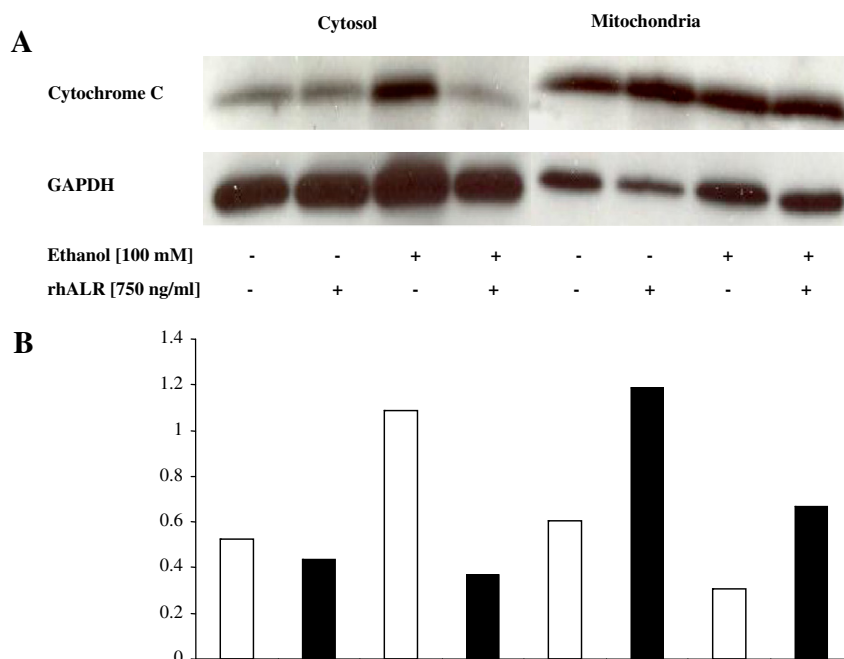 Cytosol Mitochondria
A
Cytochrome C
GAPDH
Ethanol [100 mM] - - + + - - + +
rhALR [750 ng/ml] - + - + - + - +
B
1.4
1.2
1
0.8
0.6
0.4
0.2
0